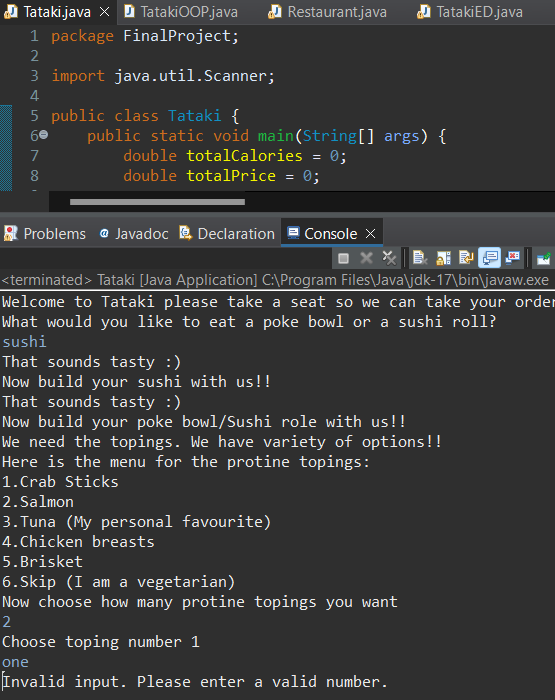 Tataki.java TatakiOOP.java Restaurant.java TatakiED.java
1 package FinalProject;
2
3 import java.util.Scanner;
4
5 public class Tataki {
6 public static void main(String[] args) {
7 double totalCalories = 0;
8 double totalPrice = 0;
Problems @ Javadoc Declaration Console
<terminated> Tataki [Java Application] C:\Program Files\Java\jdk-17\bin\javaw.exe
Welcome to Tataki please take a seat so we can take your order
What would you like to eat a poke bowl or a sushi roll?
sushi
That sounds tasty :)
Now build your sushi with us!!
That sounds tasty :)
Now build your poke bowl/Sushi role with us!!
We need the topings. We have variety of options!!
Here is the menu for the protine topings:
1.Crab Sticks
2.Salmon
3.Tuna (My personal favourite)
4.Chicken breasts
5.Brisket
6.Skip (I am a vegetarian)
Now choose how many protine topings you want
2
Choose toping number 1
one
Invalid input. Please enter a valid number.